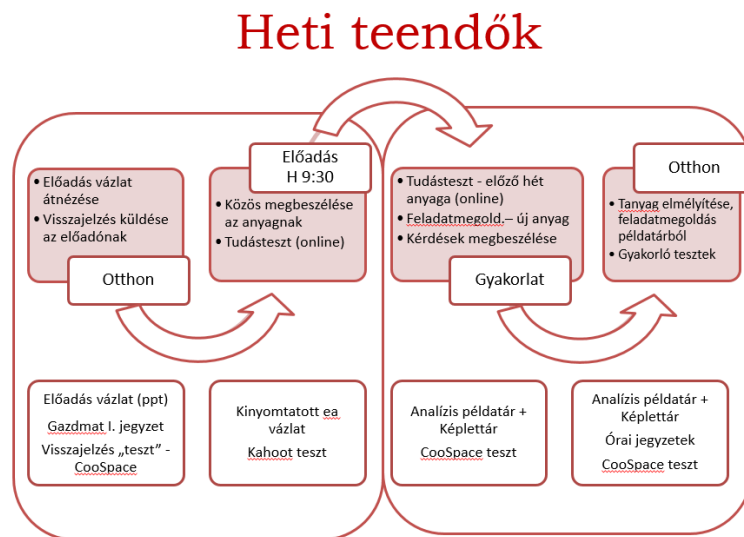 Heti teendők
• Előadás vázlat
átnézése
• Visszajelzés küldése
az előadónak
Otthon
Előadás
H 9:30
• Közös megbeszélése
az anyagnak
• Tudásteszt (online)
• Tudásteszt - előző hét
anyaga (online)
• Feladatmegold.– új anyag
• Kérdések megbeszélése
Gyakorlat
Otthon
• Tanyag elmélyítése,
feladatmegoldás
példatárból
• Gyakorló tesztek
Előadás vázlat (ppt)
Gazdmat I. jegyzet
Visszajelzés „teszt” -
CooSpace
Kinyomtatott ea
vázlat
Kahoot teszt
Analízis példatár +
Képlettár
CooSpace teszt
Analízis példatár +
Képlettár
Órai jegyzetek
CooSpace teszt